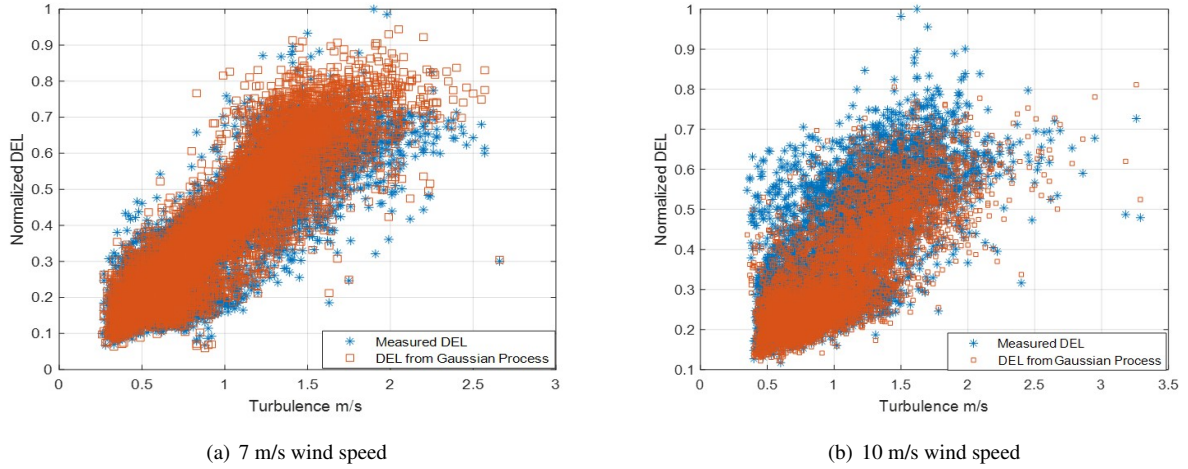 1
0.9
0.8
0.7
0.6
0.5
0.4
0.3
0.2
0.1
0
Normalized DEL
0 0.5 1 1.5 2 2.5 3
Turbulence m/s
Measured DEL
DEL from Gaussian Process
(a) 7 m/s wind speed
1
0.9
0.8
0.7
0.6
0.5
0.4
0.3
0.2
0.1
Normalized DEL
0 0.5 1 1.5 2 2.5 3 3.5
Turbulence m/s
Measured DEL
DEL from Gaussian Process
(b) 10 m/s wind speed